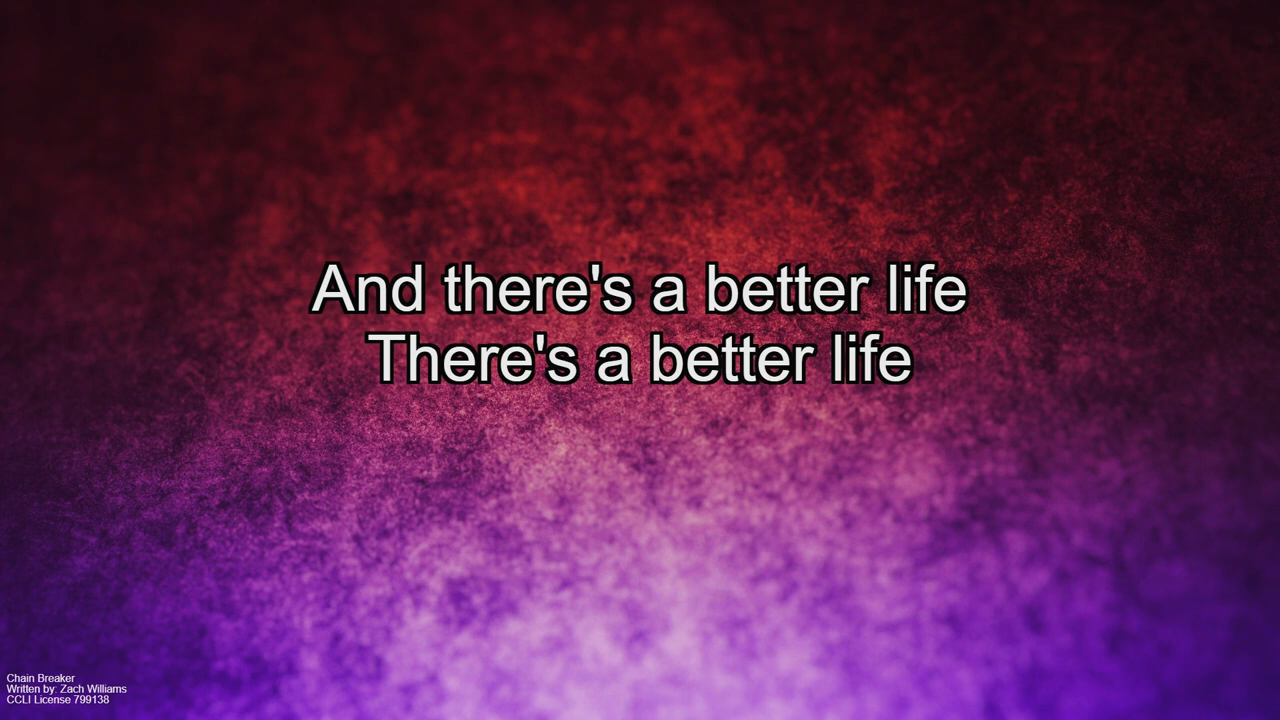 And there's a better life
There's a better life
Chain Breaker
Written by: Zach Williams
CCLI License 799138